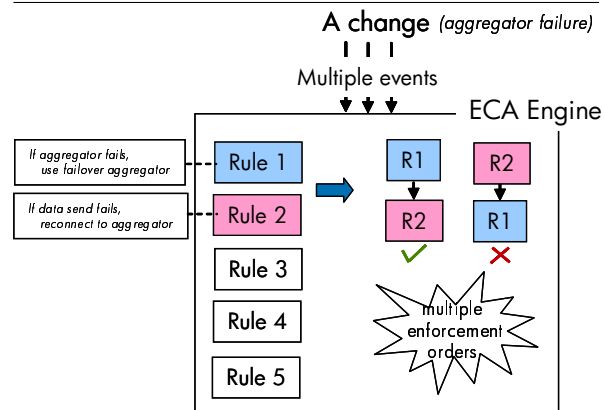 A change (aggregator failure)
Multiple events
ECA Engine
If aggregator fails,
use failover aggregator
Rule 1
R1
R2
If data send fails,
reconnect to aggregator
Rule 2
R2
R1
Rule 3
Rule 4
Rule 5
multiple
enforcement
orders